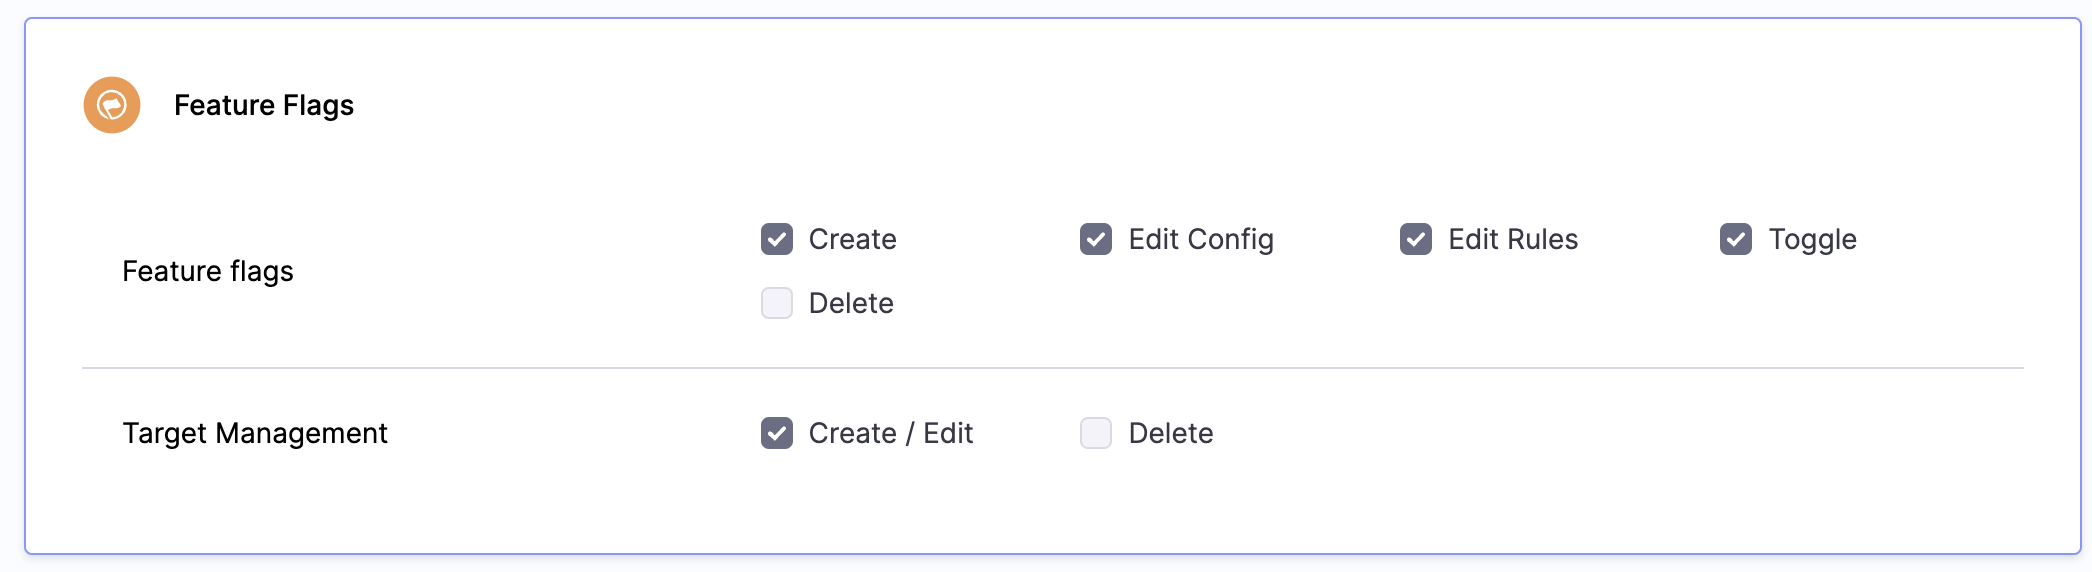 Feature Flags
Feature flags
Create
Edit Config
Edit Rules
Toggle
Delete
Target Management
Create / Edit
Delete